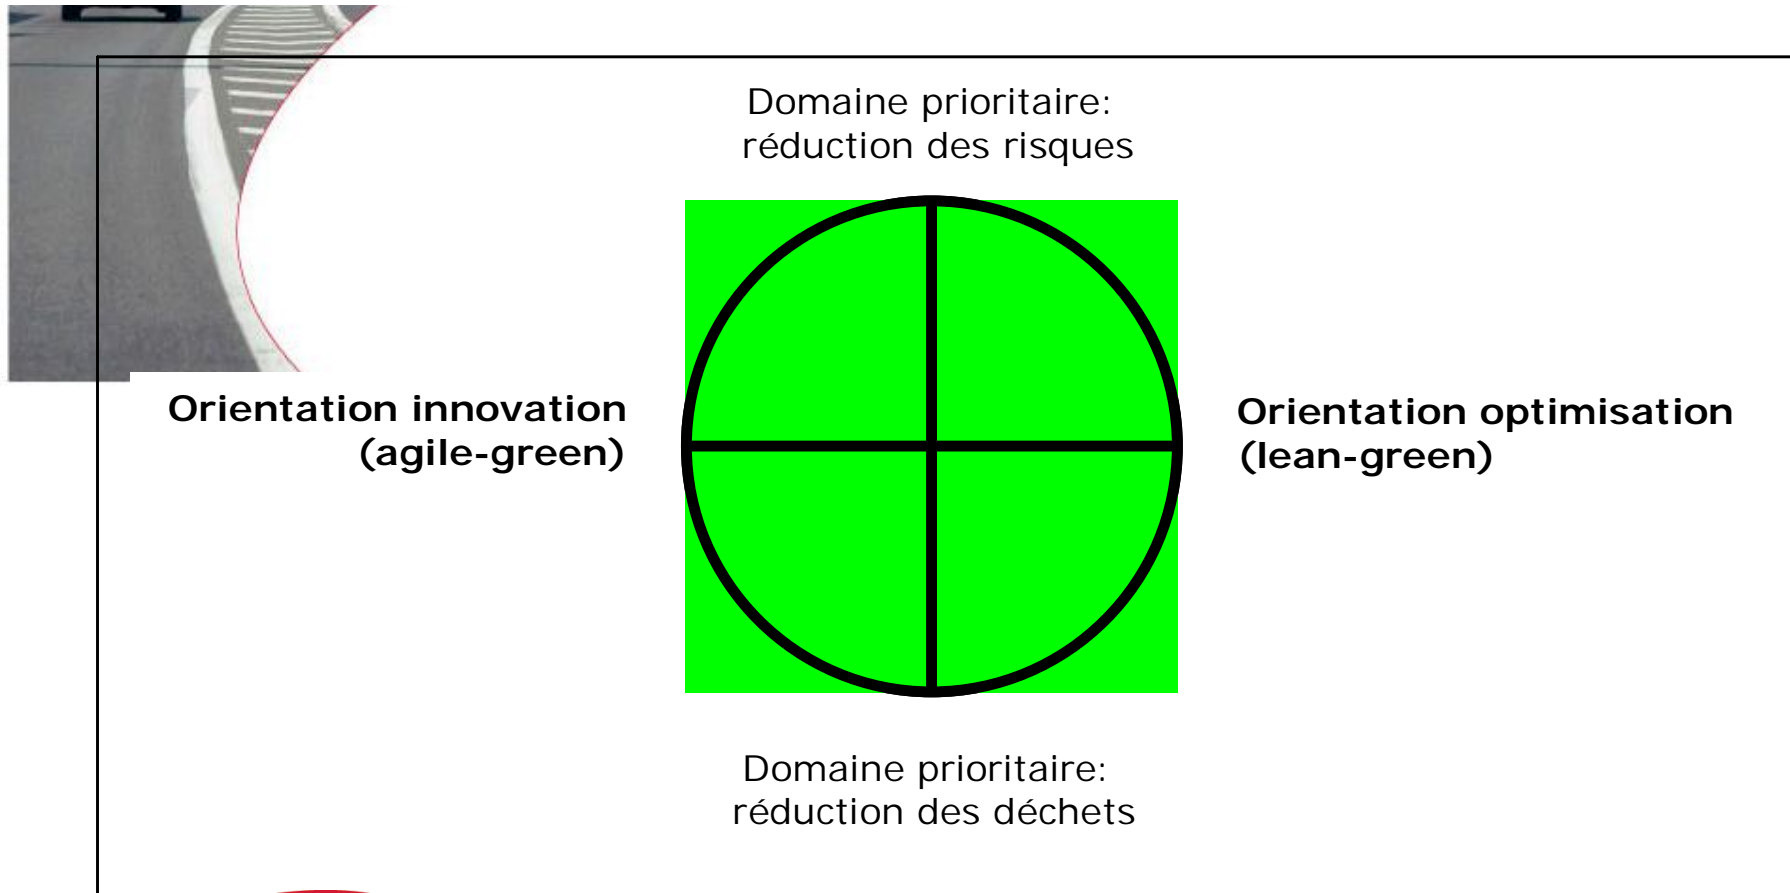 Domaine prioritaire:
réduction des risques
Orientation innovation
(agile-green)
Orientation optimisation
(lean-green)
Domaine prioritaire:
réduction des déchets